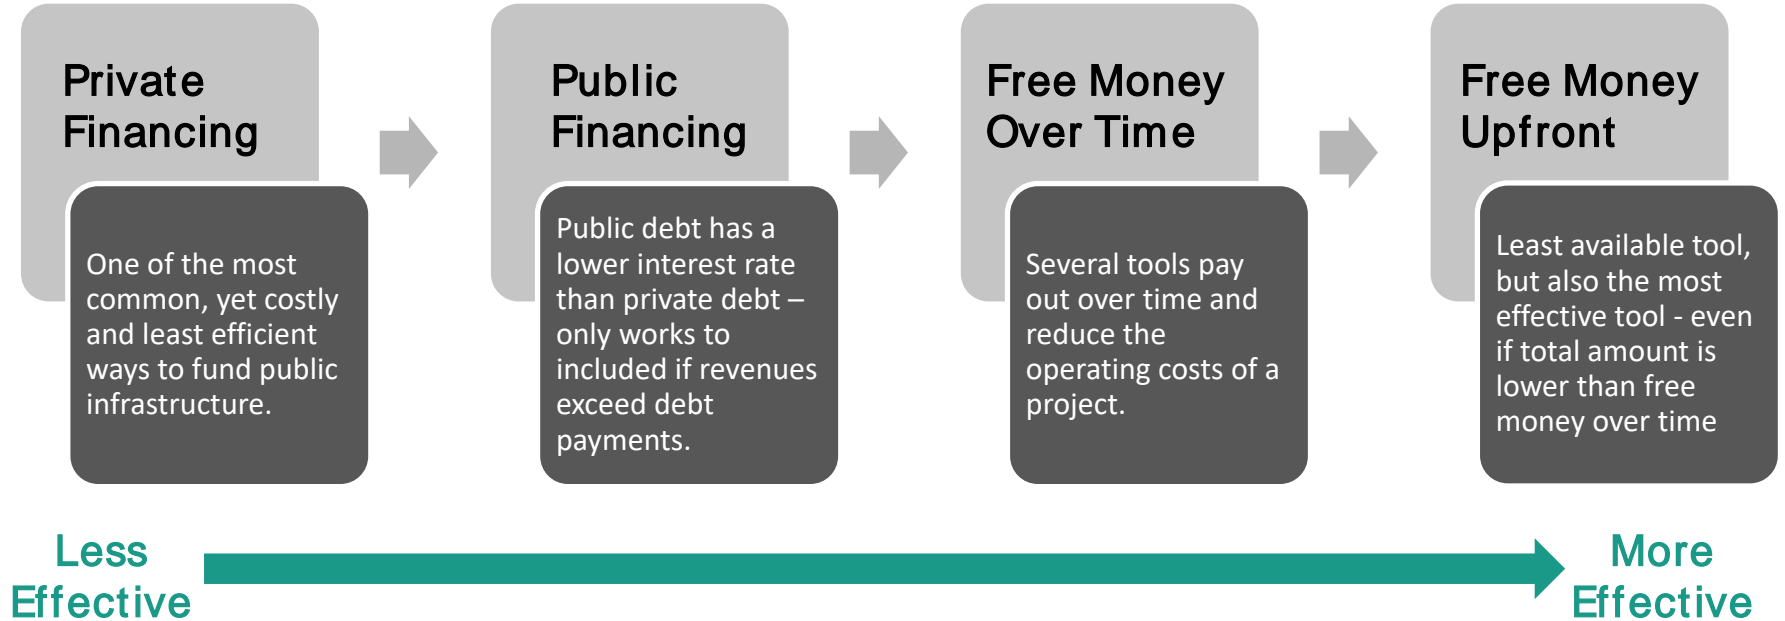 Private
Financing
One of the most
common, yet costly
and least efficient
ways to fund public
infrastructure.
Public
Financing
Public debt has a
lower interest rate
than private debt –
only works to
included if revenues
exceed debt
payments.
Free Money
Over Time
Several tools pay
out over time and
reduce the
operating costs of a
project.
Free Money
Upfront
Least available tool,
but also the most
effective tool - even
if total amount is
lower than free
money over time
Less
Effective
More
Effective